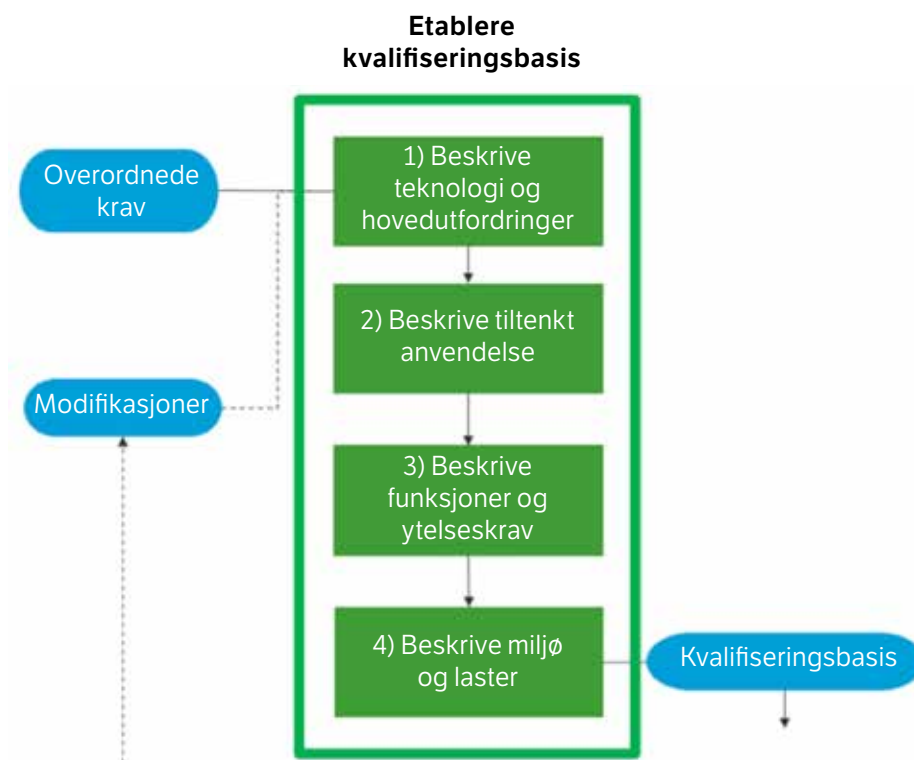 Etablere
kvalifiseringsbasis
Overordnede
krav
1) Beskrive
teknologi og
hovedutfordringer
2) Beskrive tiltenkt
anvendelse
Modifikasjoner
3) Beskrive
funksjoner og
ytelseskrav
4) Beskrive miljø
og laster
Kvalifiseringsbasis